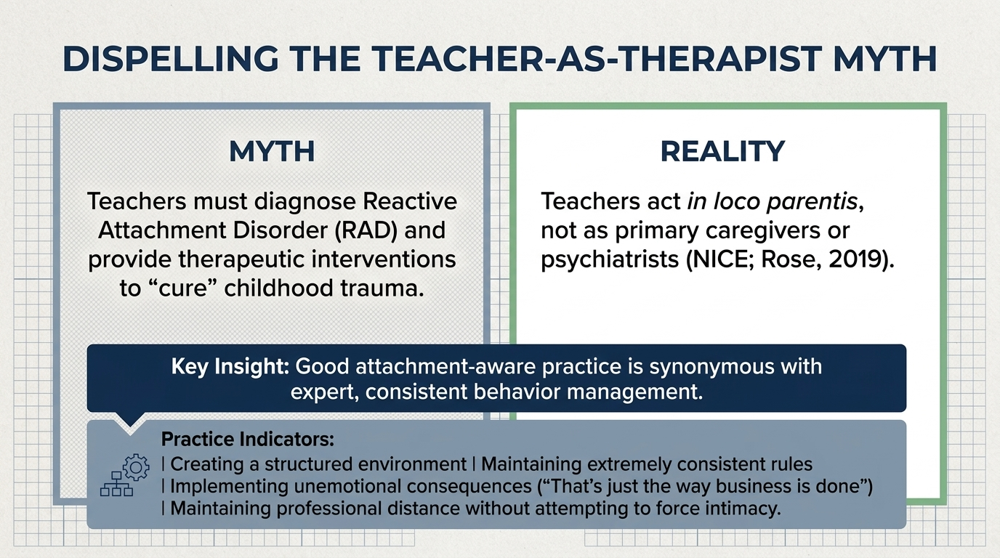 DISPELLING THE TEACHER-AS-THERAPIST MYTH
MYTH
Teachers must diagnose Reactive
Attachment Disorder (RAD) and
provide therapeutic interventions
to “cure” childhood trauma.
REALITY
Teachers act in loco parentis,
not as primary caregivers or
psychiatrists (NICE; Rose, 2019).
Key Insight: Good attachment-aware practice is synonymous with
expert, consistent behavior management.
Practice Indicators:
| Creating a structured environment | Maintaining extremely consistent rules
| Implementing unemotional consequences (“That’s just the way business is done”)
| Maintaining professional distance without attempting to force intimacy.